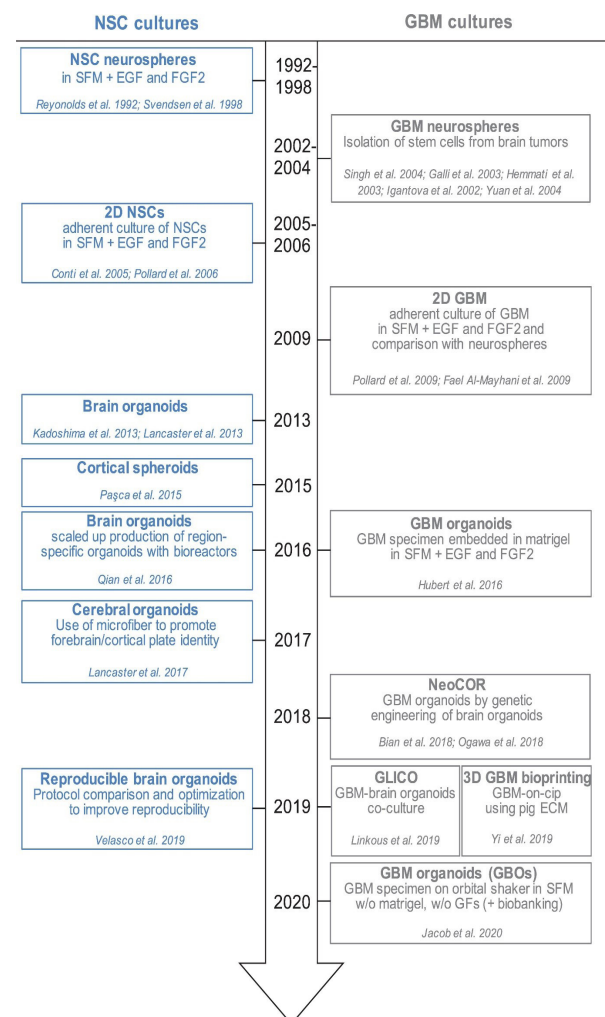 NSC cultures
GBM cultures
NSC neurospheres
in SFM + EGF and FGF2
Reyonolds et al. 1992; Svendsen et al. 1998
1992-
1998
GBM neurospheres
Isolation of stem cells from brain tumors
Singh et al. 2004; Galli et al. 2003; Hemmati et al.
2003; Igantova et al. 2002; Yuan et al. 2004
2002-
2004
2D NSCs
adherent culture of NSCs
in SFM + EGF and FGF2
Conti et al. 2005; Pollard et al. 2006
2005-
2006
2D GBM
adherent culture of GBM
in SFM + EGF and FGF2 and
comparison with neurospheres
Pollard et al. 2009; Fael Al-Mayhani et al. 2009
2009
Brain organoids
Kadoshima et al. 2013; Lancaster et al. 2013
2013
Cortical spheroids
Paşca et al. 2015
2015
Brain organoids
scaled up production of region-
specific organoids with bioreactors
Qian et al. 2016
2016
GBM organoids
GBM specimen embedded in matrigel
in SFM + EGF and FGF2
Hubert et al. 2016
Cerebral organoids
Use of microfiber to promote
forebrain/cortical plate identity
Lancaster et al. 2017
2017
NeoCOR
GBM organoids by genetic
engineering of brain organoids
Bian et al. 2018; Ogawa et al. 2018
2018
Reproducible brain organoids
Protocol comparison and optimization
to improve reproducibility
Velasco et al. 2019
2019
GLICO
GBM-brain organoids
co-culture
Linkous et al. 2019
3D GBM bioprinting
GBM-on-cip
using pig ECM
Yi et al. 2019
GBM organoids (GBOs)
GBM specimen on orbital shaker in SFM
w/o matrigel, w/o GFs (+ biobanking)
Jacob et al. 2020
2020